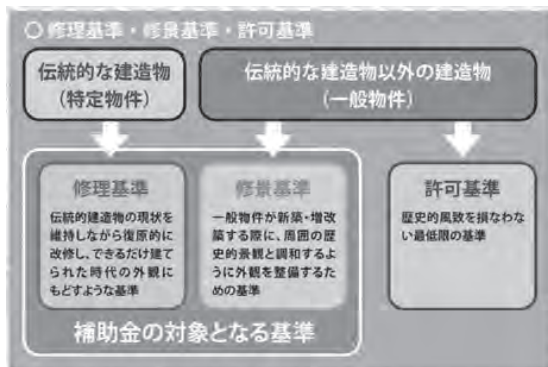 〇修理基準・修景基準・許可基準
伝統的な建造物
(特定物件)
伝統的な建造物以外の建造物
(一般物件)
修理基準
伝統的建造物の現状を
維持しながら復原的に
改修し、できるだけ建て
られた時代の外観に
もどすような基準
修景基準
一般物件が新築・増改
築する際に、周囲の歴
史的景観と調和するよ
うに外観を整備するた
めの基準
許可基準
歴史的風致を損なわな
い最低限の基準
補助金の対象となる基準